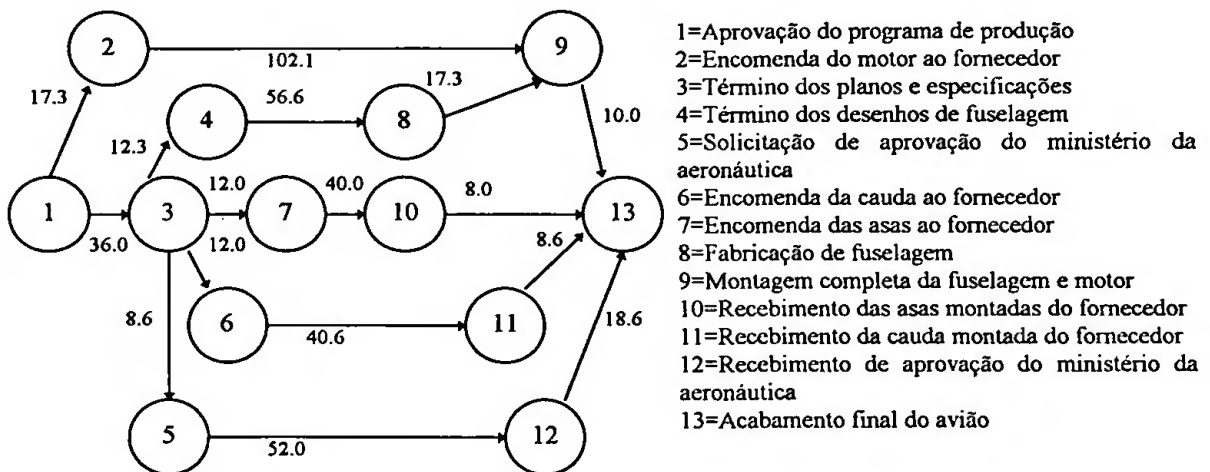 2
9
102.1
17.3
17.3
56.6
4
8
10.0
12.3
12.0
40.0
8.0
1
3
7
10
13
36.0
12.0
8.6
8.6
6
11
18.6
40.6
5
12
52.0
1=Aprovação do programa de produção
2=Encomenda do motor ao fornecedor
3=Término dos planos e especificações
4=Término dos desenhos de fuselagem
5=Solicitação de aprovação do ministério da
aeronáutica
6=Encomenda da cauda ao fornecedor
7=Encomenda das asas ao fornecedor
8=Fabricação de fuselagem
9=Montagem completa da fuselagem e motor
10=Recebimento das asas montadas do fornecedor
11=Recebimento da cauda montada do fornecedor
12=Recebimento de aprovação do ministério da
aeronáutica
13=Acabamento final do avião